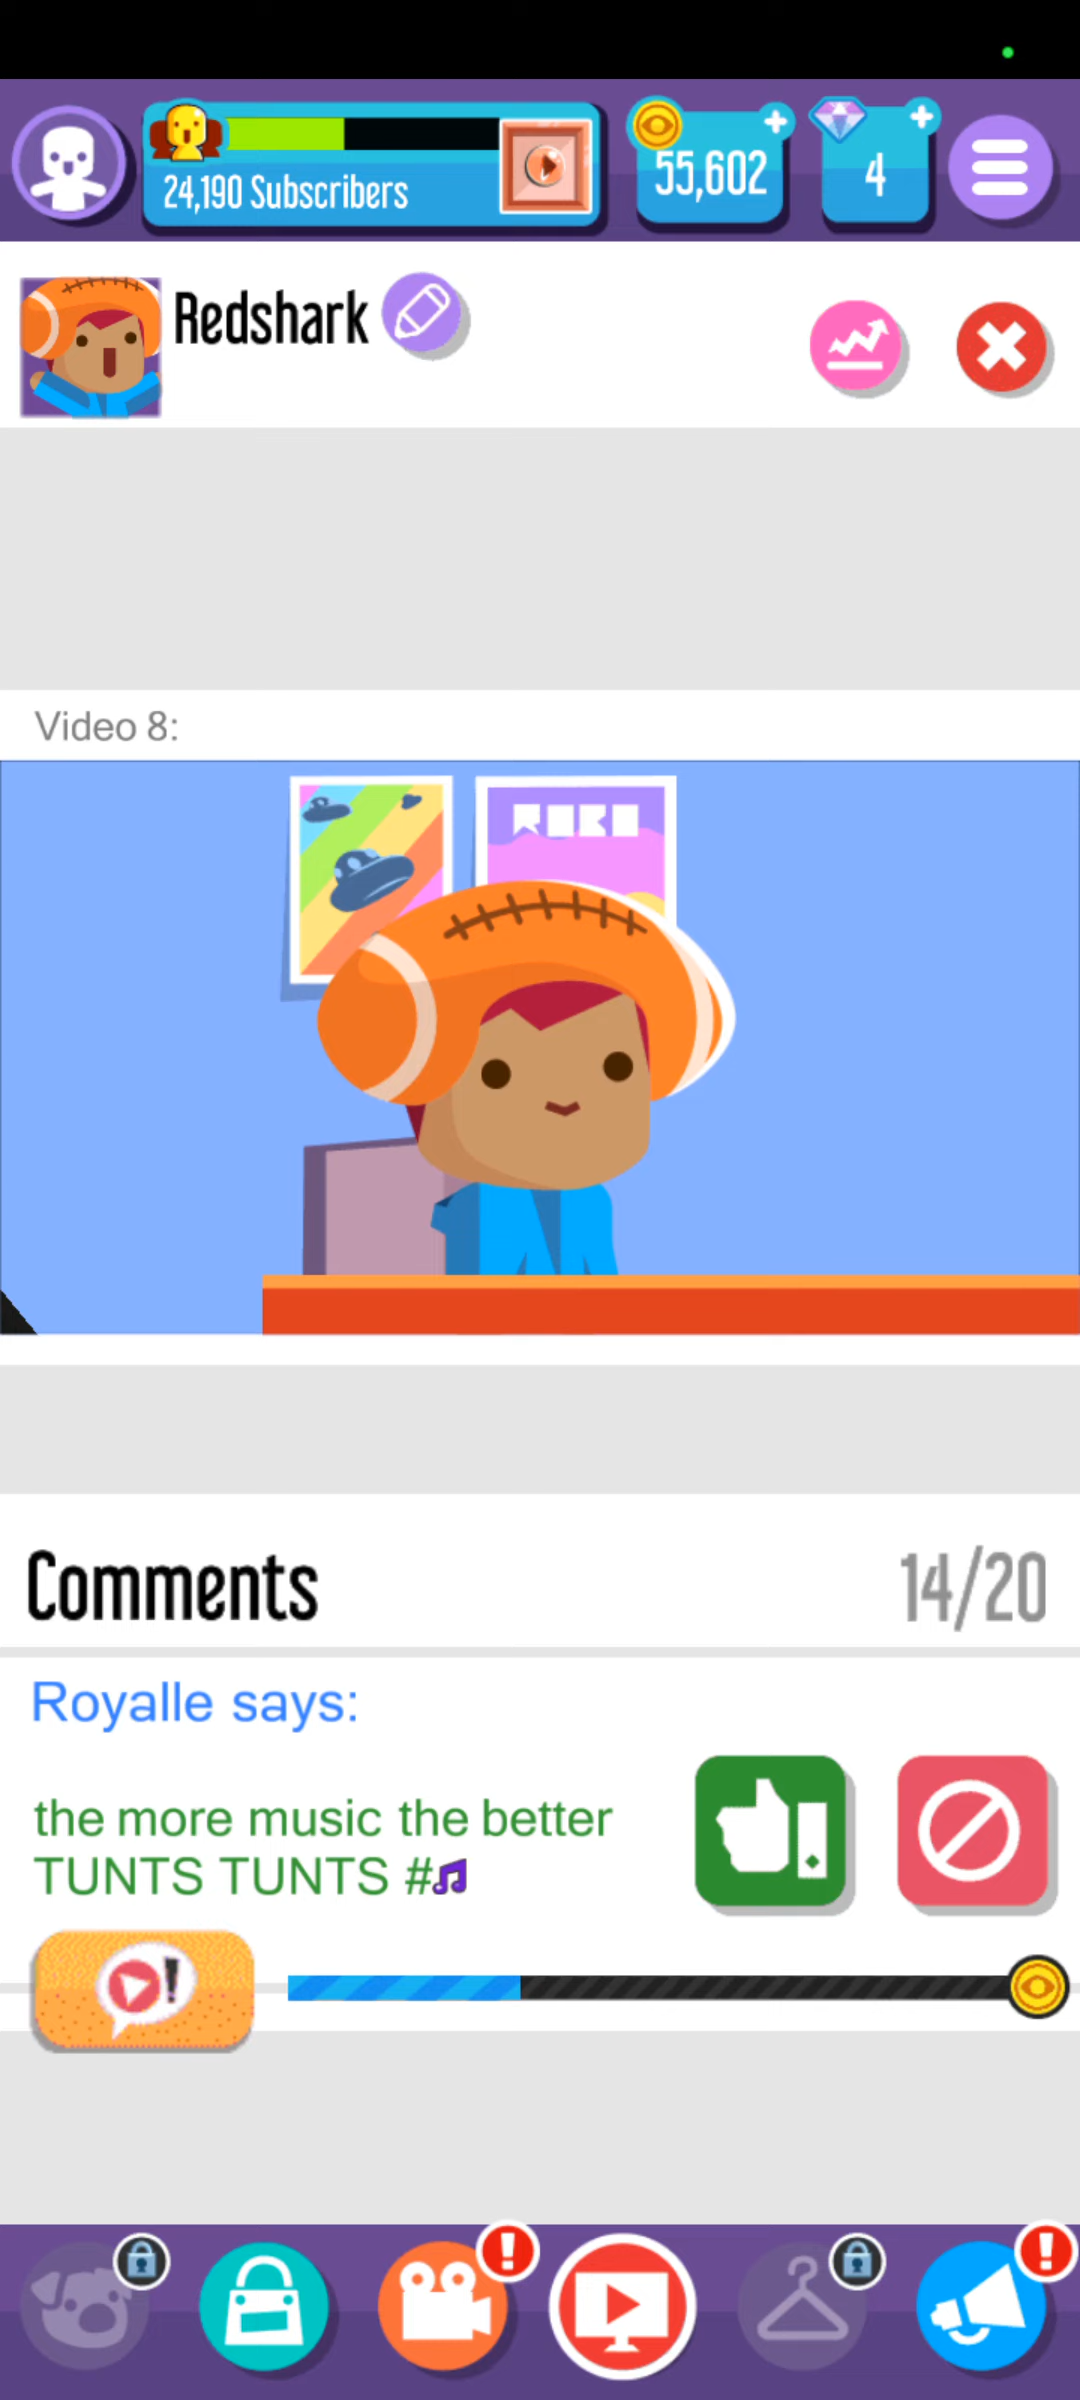 24,190 Subscribers
55,602
4
Redshark
Video 8:
Comments
14/20
Royalle says:
the more music the better
TUNTS TUNTS #🎵